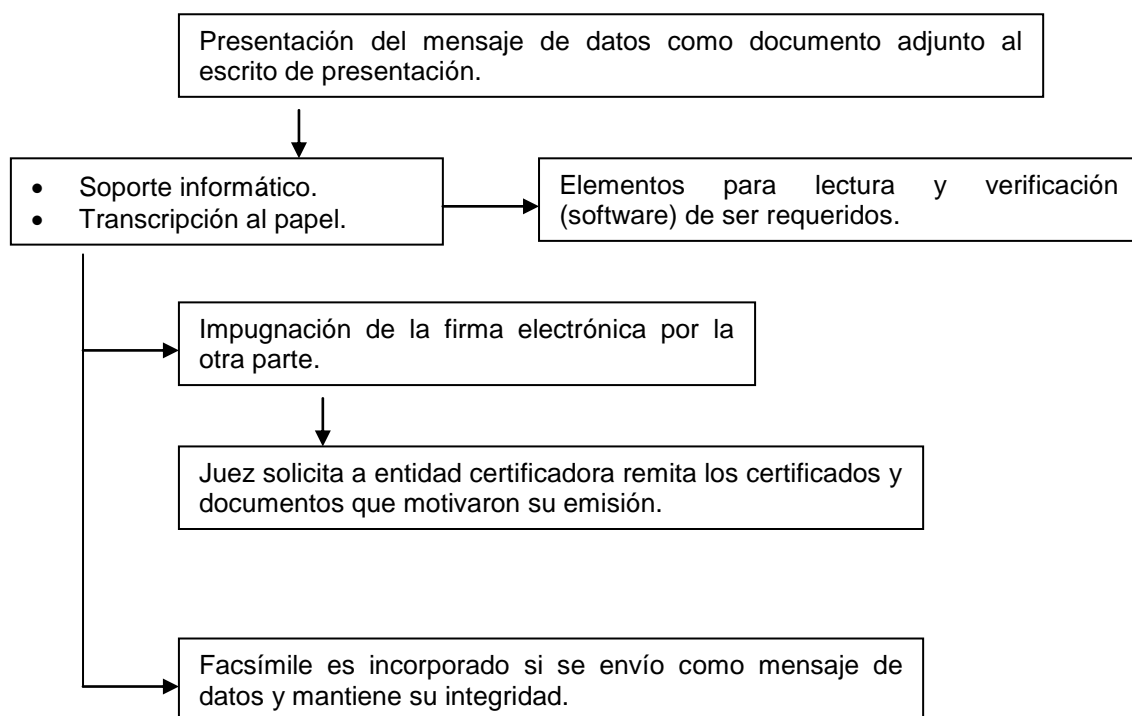 Presentación del mensaje de datos como documento adjunto al
escrito de presentación.
• Soporte informático.
• Transcripción al papel.
Elementos para lectura y verificación
(software) de ser requeridos.
Impugnación de la firma electrónica por la
otra parte.
Juez solicita a entidad certificadora remita los certificados y
documentos que motivaron su emisión.
Facsímile es incorporado si se envío como mensaje de
datos y mantiene su integridad.